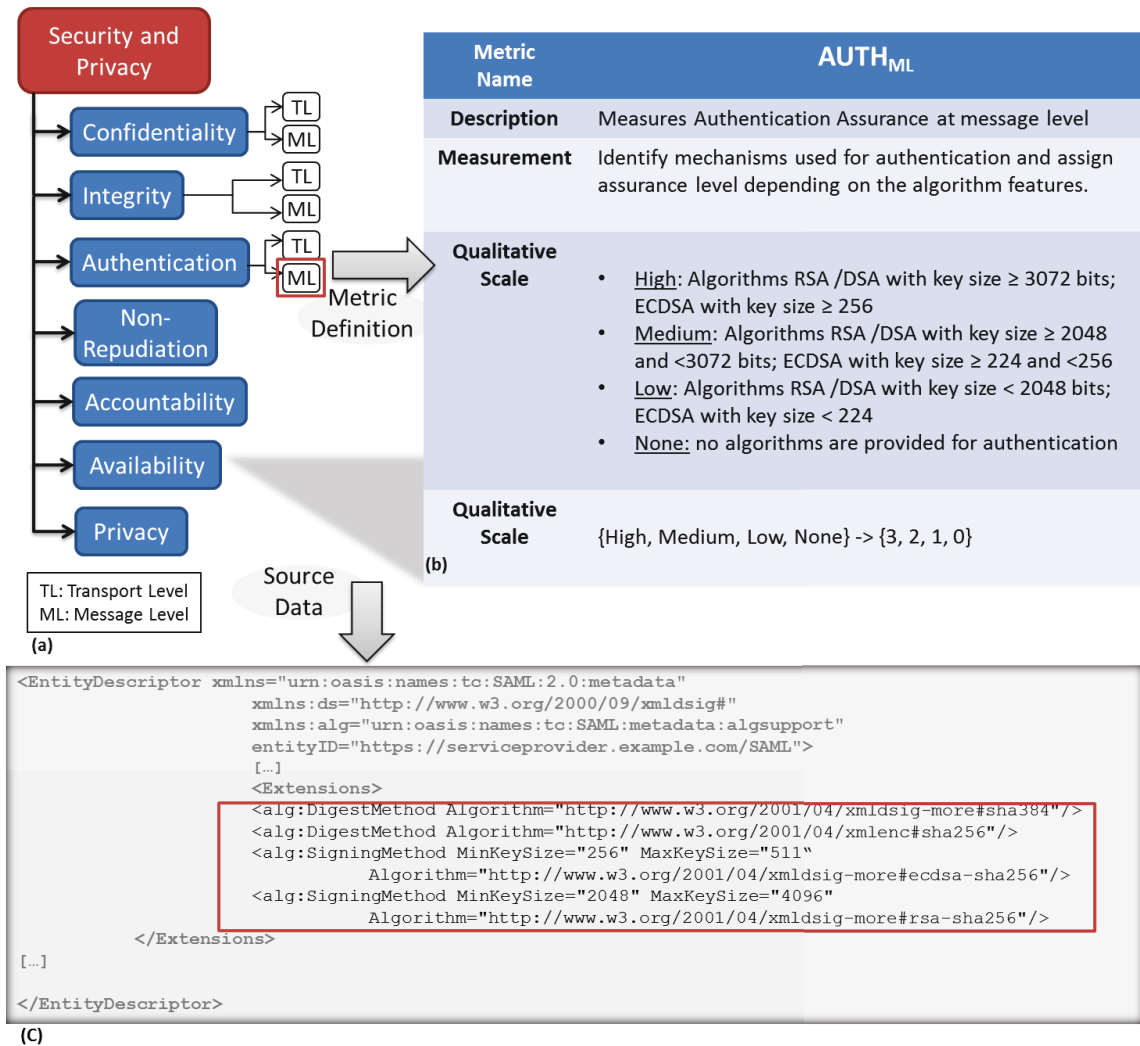 Security and
Privacy
Confidentiality
TL
ML
Integrity
TL
ML
Authentication
TL
ML
Non-
Repudiation
Accountability
Availability
Privacy
TL: Transport Level
ML: Message Level
(a)
Metric
Definition
Metric
Name
AUTHML
Description
Measures Authentication Assurance at message level
Measurement
Identify mechanisms used for authentication and assign
assurance level depending on the algorithm features.
Qualitative
Scale
• High: Algorithms RSA /DSA with key size ≥ 3072 bits;
ECDSA with key size ≥ 256
• Medium: Algorithms RSA /DSA with key size ≥ 2048
and <3072 bits; ECDSA with key size ≥ 224 and <256
• Low: Algorithms RSA /DSA with key size < 2048 bits;
ECDSA with key size < 224
• None: no algorithms are provided for authentication
Qualitative
Scale
{High, Medium, Low, None} -> {3, 2, 1, 0}
(b)
Source
Data
<EntityDescriptor xmlns="urn:oasis:names:tc:SAML:2.0:metadata"
xmlns:ds="http://www.w3.org/2000/09/xmldsig#"
xmlns:alg="urn:oasis:names:tc:SAML:metadata:algsupport"
entityID="https://serviceprovider.example.com/SAML">
[…]
<Extensions>
<alg:DigestMethod Algorithm="http://www.w3.org/2001/04/xmldsig-more#sha384"/>
<alg:DigestMethod Algorithm="http://www.w3.org/2001/04/xmlenc#sha256"/>
<alg:SigningMethod MinKeySize="256" MaxKeySize="511“
Algorithm="http://www.w3.org/2001/04/xmldsig-more#ecdsa-sha256"/>
<alg:SigningMethod MinKeySize="2048" MaxKeySize="4096"
Algorithm="http://www.w3.org/2001/04/xmldsig-more#rsa-sha256"/>
</Extensions>
[…]
</EntityDescriptor>
(C)